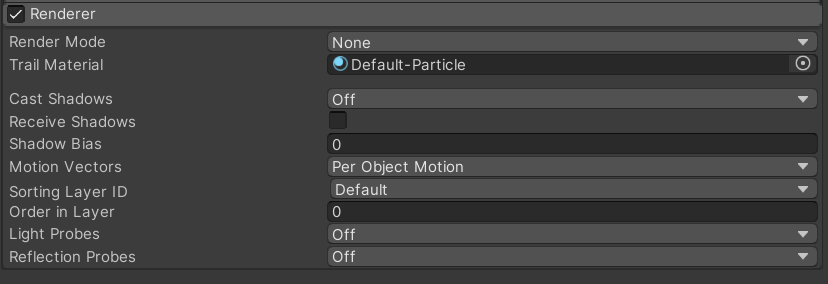 Renderer
Render Mode None
Trail Material Default-Particle
Cast Shadows Off
Receive Shadows
Shadow Bias 0
Motion Vectors Per Object Motion
Sorting Layer ID Default
Order in Layer 0
Light Probes Off
Reflection Probes Off